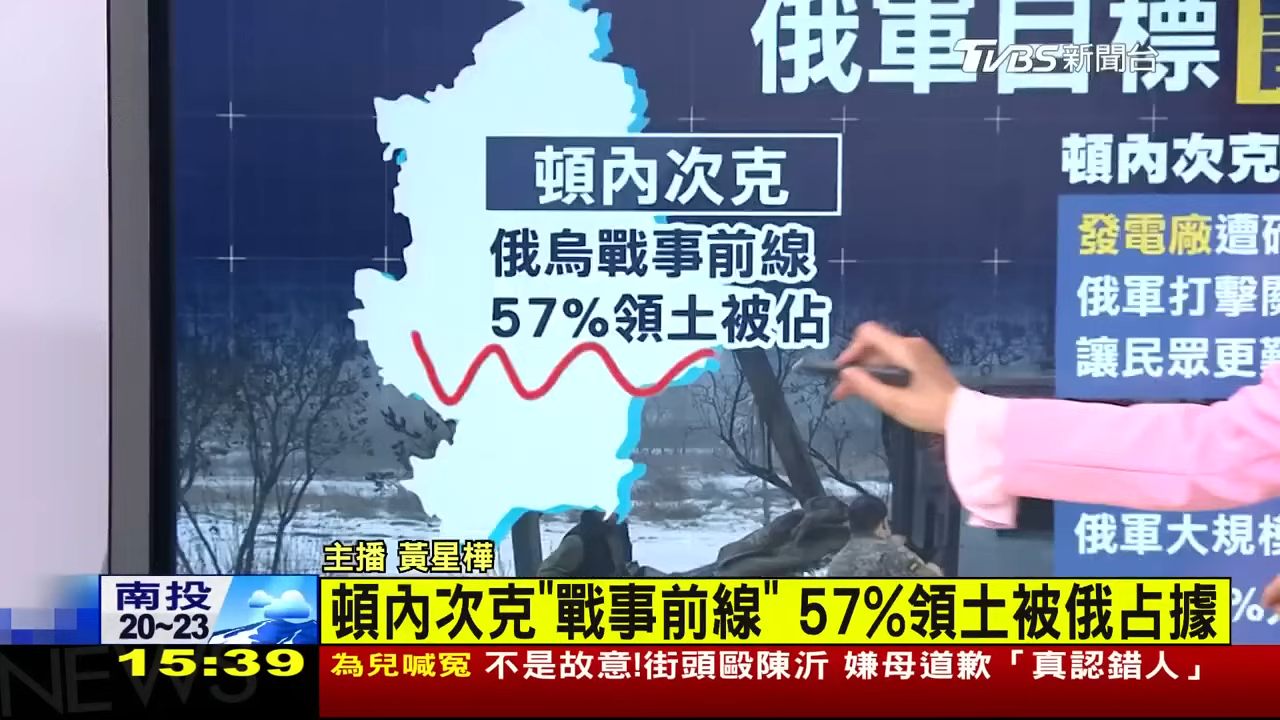 俄軍目標
TVBS新聞台
頓內次克
俄烏戰事前線
57%領土被佔
頓內次克
發電廠遭
俄軍打擊
讓民眾更
俄軍大規模
主播 黃星樺
南投
20~23
頓內次克"戰事前線" 57%領土被俄占據
15:39
為兒喊冤 不是故意!街頭毆陳沂 嫌母道歉「真認錯人」
NEWS